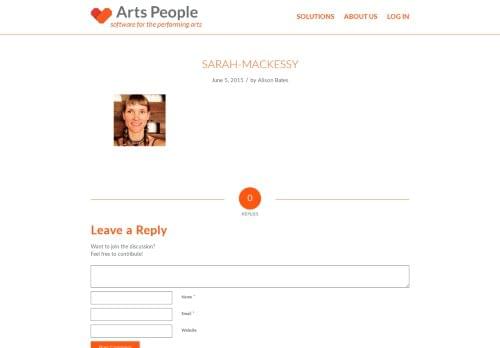 Arts People
software for the performing arts
SOLUTIONS ABOUT US LOG IN
SARAH-MACKESSY
June 5, 2015 / by Alison Bates
0
REPLIES
Leave a Reply
Want to join the discussion?
Feel free to contribute!
Name *
Email *
Website